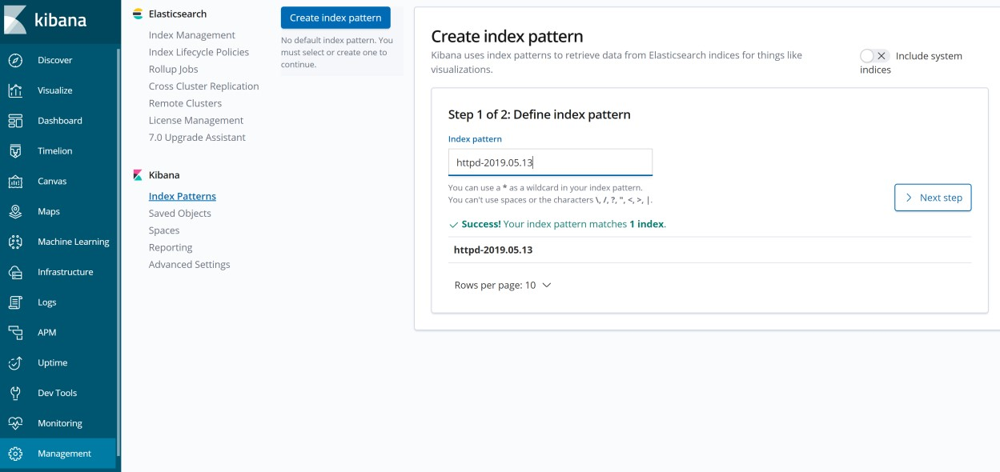 kibana
Discover
Visualize
Dashboard
Timelion
Canvas
Maps
Machine Learning
Infrastructure
Logs
APM
Uptime
Dev Tools
Monitoring
Management
Elasticsearch
Index Management
Index Lifecycle Policies
Rollup Jobs
Cross Cluster Replication
Remote Clusters
License Management
7.0 Upgrade Assistant
Kibana
Index Patterns
Saved Objects
Spaces
Reporting
Advanced Settings
Create index pattern
No default index pattern. You
must select or create one to
continue.
Create index pattern
Kibana uses index patterns to retrieve data from Elasticsearch indices for things like
visualizations.
Include system
indices
Step 1 of 2: Define index pattern
Index pattern
httpd-2019.05.13
You can use a * as a wildcard in your index pattern.
You can't use spaces or the characters \, /, ?, ", <, >, |.
Next step
Success! Your index pattern matches 1 index.
httpd-2019.05.13
Rows per page: 10